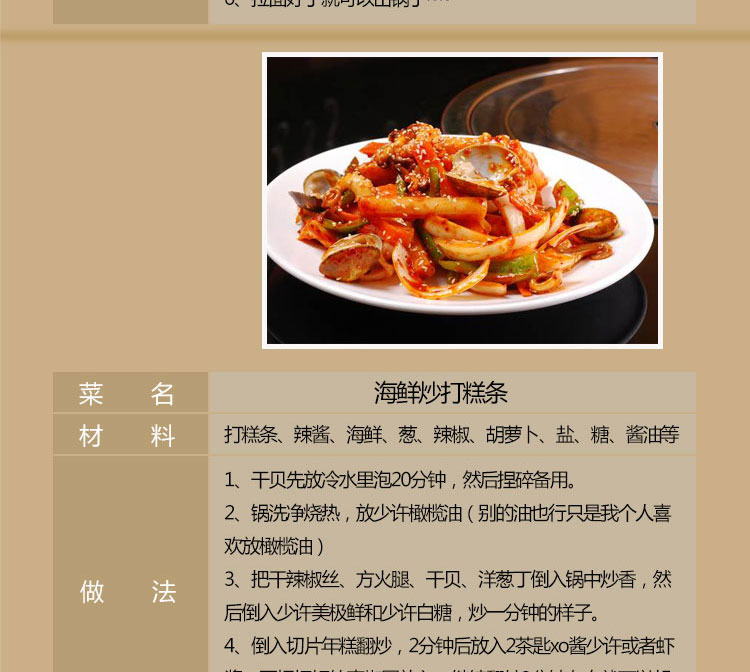 菜 名
海鲜炒打糕条
材 料
打糕条、辣酱、海鲜、葱、辣椒、胡萝卜、盐、糖、酱油等
做 法
1、干贝先放冷水里泡20分钟，然后捏碎备用。
2、锅洗净烧热，放少许橄榄油（别的油也行只是我个人喜
欢放橄榄油）
3、把干辣椒丝、方火腿、干贝、洋葱丁倒入锅中炒香，然
后倒入少许美极鲜和少许白糖，炒一分钟的样子。
4、倒入切片年糕翻炒，2分钟后放入2茶匙xo酱少许或者虾